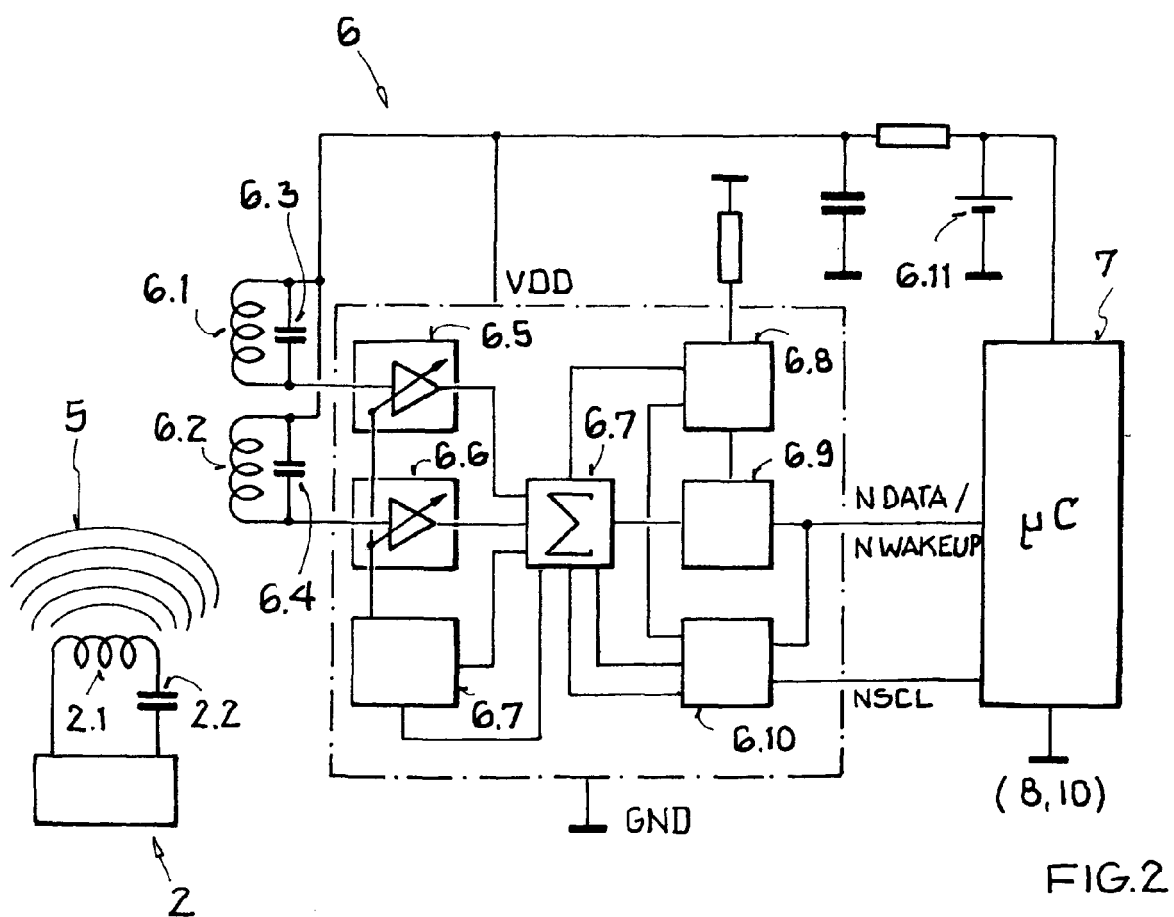 6
6.3
6.1
VDD
6.11
7
6.5
6.8
5
6.2
6.6
6.7
6.9
N DATA /
N WAKEUP
μC
Σ
6.4
2.1
2.2
6.7
6.10
NSCL
(8,10)
GND
2
FIG.2